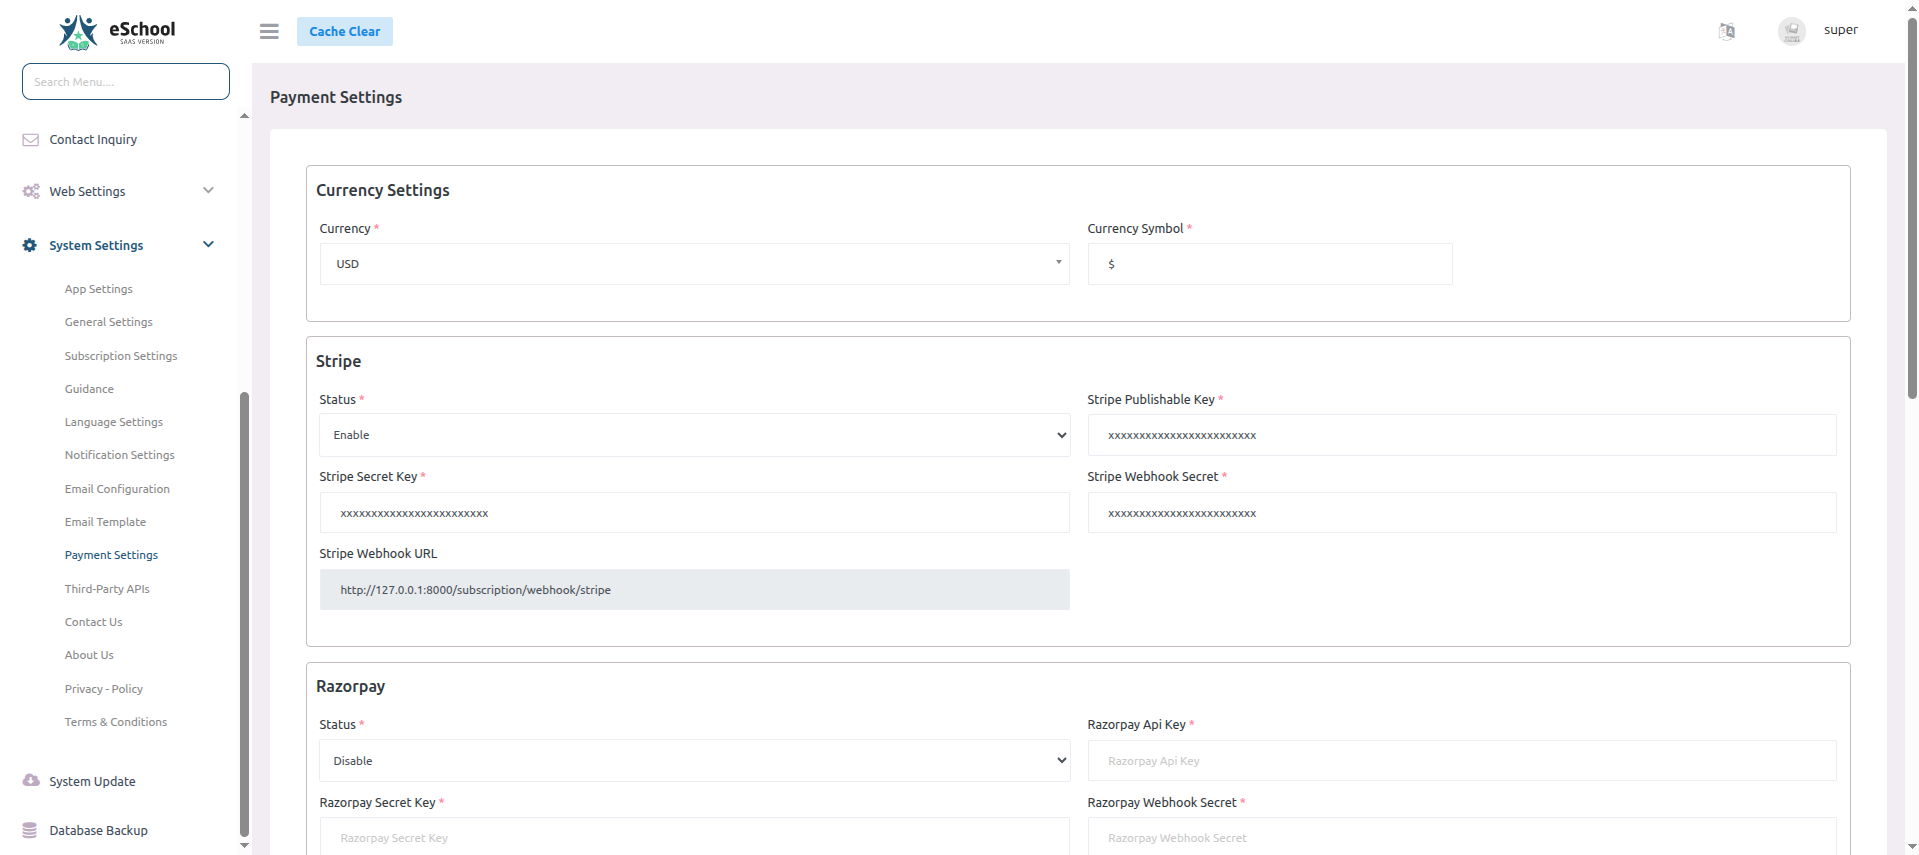 eSchool
SAAS VERSION
Cache Clear
super
Search Menu....
Contact Inquiry
Web Settings
System Settings
App Settings
General Settings
Subscription Settings
Guidance
Language Settings
Notification Settings
Email Configuration
Email Template
Payment Settings
Third-Party APIs
Contact Us
About Us
Privacy - Policy
Terms & Conditions
System Update
Database Backup
Payment Settings
Currency Settings
Currency *
Currency Symbol *
USD
$
Stripe
Status *
Stripe Publishable Key *
Enable
xxxxxxxxxxxxxxxxxxxxxxxx
Stripe Secret Key *
Stripe Webhook Secret *
xxxxxxxxxxxxxxxxxxxxxxxx
xxxxxxxxxxxxxxxxxxxxxxxx
Stripe Webhook URL
http://127.0.0.1:8000/subscription/webhook/stripe
Razorpay
Status *
Razorpay Api Key *
Disable
Razorpay Api Key
Razorpay Secret Key *
Razorpay Webhook Secret *
Razorpay Secret Key
Razorpay Webhook Secret